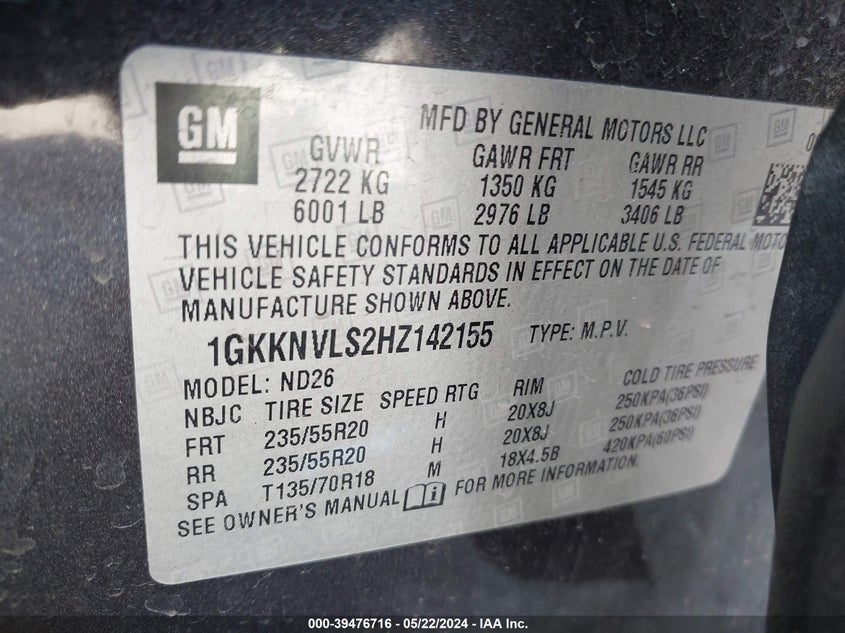 GM
MFD BY GENERAL MOTORS LLC
GVWR GAWR FRT GAWR RR
2722 KG 1350 KG 1545 KG
6001 LB 2976 LB 3406 LB
THIS VEHICLE CONFORMS TO ALL APPLICABLE U.S. FEDERAL MOTO
VEHICLE SAFETY STANDARDS IN EFFECT ON THE DATE OF
MANUFACTURE SHOWN ABOVE.
1GKKNVLS2HZ142155 TYPE: M.P.V.
MODEL: ND26
NBJC TIRE SIZE SPEED RTG RIM COLD TIRE PRESSURE
FRT 235/55R20 H 20X8J 250KPA(36PSI)
RR 235/55R20 H 20X8J 250KPA(36PSI)
SPA T135/70R18 M 18X4.5B 420KPA(60PSI)
SEE OWNER'S MANUAL FOR MORE INFORMATION.
000-39476716 - 05/22/2024 - IAA Inc.